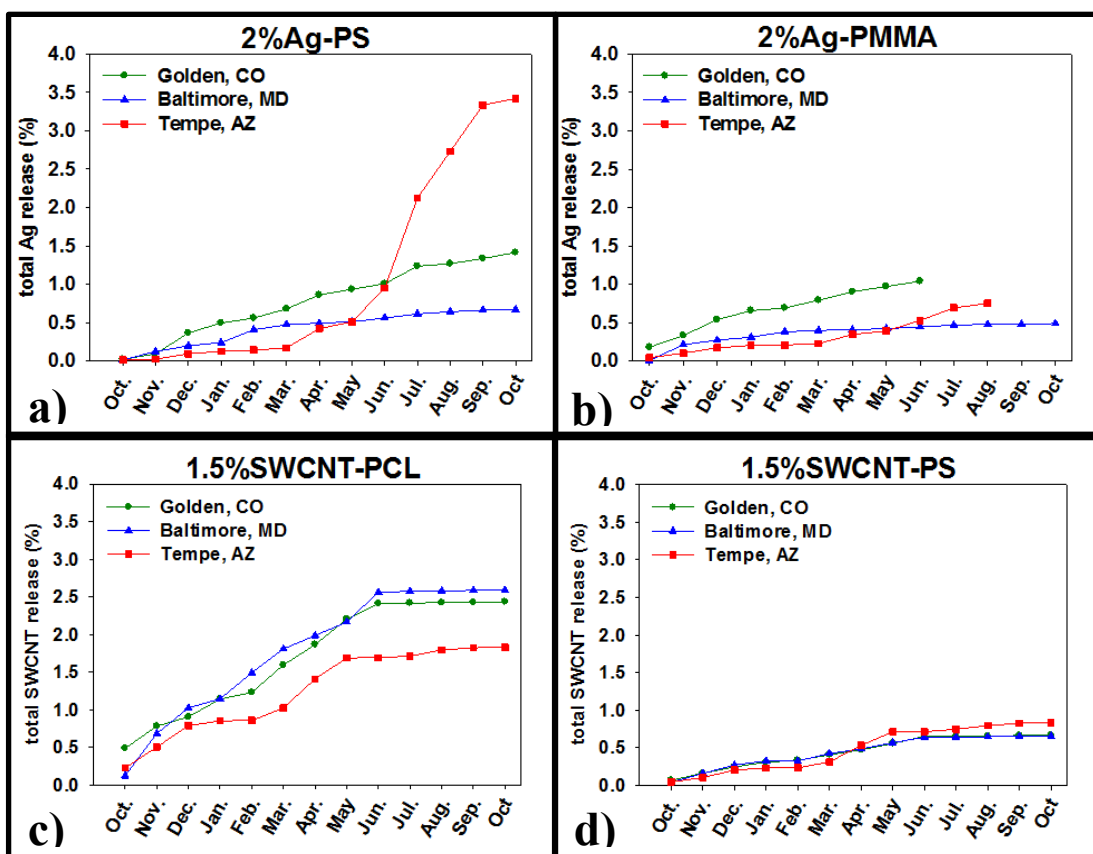 2%Ag-PS
total Ag release (%)
4.0
3.5
3.0
2.5
2.0
1.5
1.0
0.5
0.0
Golden, CO
Baltimore, MD
Tempe, AZ
Oct. Nov. Dec. Jan. Feb. Mar. Apr. May Jun. Jul. Aug. Sep. Oct
a)
2%Ag-PMMA
total Ag release (%)
4.0
3.5
3.0
2.5
2.0
1.5
1.0
0.5
0.0
Golden, CO
Baltimore, MD
Tempe, AZ
Oct. Nov. Dec. Jan. Feb. Mar. Apr. May Jun. Jul. Aug. Sep. Oct
b)
1.5%SWCNT-PCL
total SWCNT release (%)
4.0
3.5
3.0
2.5
2.0
1.5
1.0
0.5
0.0
Golden, CO
Baltimore, MD
Tempe, AZ
Oct. Nov. Dec. Jan. Feb. Mar. Apr. May Jun. Jul. Aug. Sep. Oct
c)
1.5%SWCNT-PS
total SWCNT release (%)
4.0
3.5
3.0
2.5
2.0
1.5
1.0
0.5
0.0
Golden, CO
Baltimore, MD
Tempe, AZ
Oct. Nov. Dec. Jan. Feb. Mar. Apr. May Jun. Jul. Aug. Sep. Oct
d)